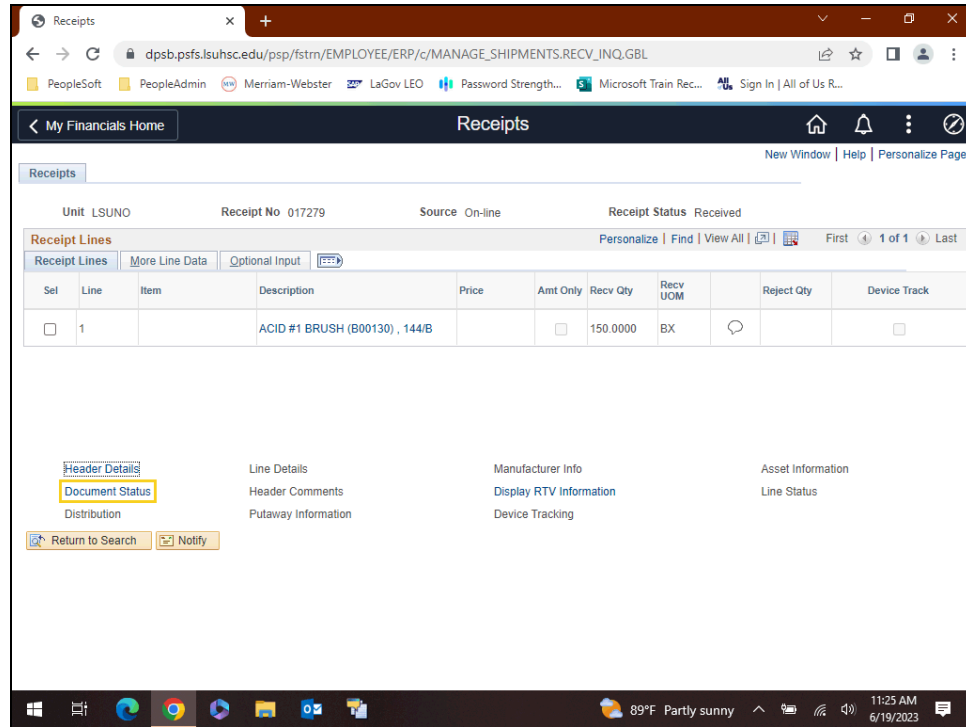 Receipts
dpsb.psfs.lsuhsc.edu/psp/fstrn/EMPLOYEE/ERP/c/MANAGE_SHIPMENTS.RECV_INQ.GBL
PeopleSoft PeopleAdmin MW Merriam-Webster SAP LaGov LEO Password Strength... S Microsoft Train Rec... All of Us Sign In | All of Us R...
My Financials Home Receipts
New Window | Help | Personalize Page
Receipts
Unit LSUNO Receipt No 017279 Source On-line Receipt Status Received
Receipt Lines Personalize | Find | View All | First 1 of 1 Last
Receipt Lines More Line Data Optional Input
Sel Line Item Description Price Amt Only Recv Qty Recv UOM Reject Qty Device Track
1 ACID #1 BRUSH (B00130) , 144/B 150.0000 BX
Header Details Line Details Manufacturer Info Asset Information
Document Status Header Comments Display RTV Information Line Status
Distribution Putaway Information Device Tracking
Return to Search Notify
89°F Partly sunny 11:25 AM
6/19/2023